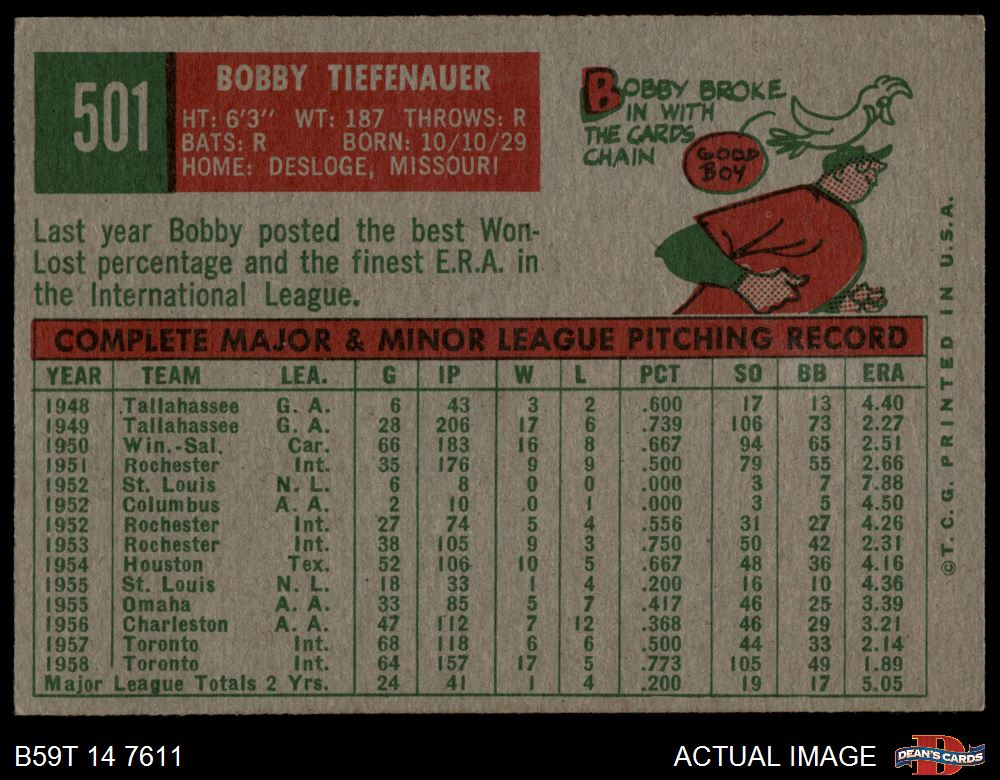 501
BOBBY TIEFENAUER
HT: 6'3" WT: 187 THROWS: R
BATS: R BORN: 10/10/29
HOME: DESLOGE, MISSOURI
BOBBY BROKE
IN WITH
THE CARDS
CHAIN
GOOD
BOY
Last year Bobby posted the best Won-
Lost percentage and the finest E.R.A. in
the International League.
COMPLETE MAJOR & MINOR LEAGUE PITCHING RECORD
YEAR TEAM LEA. G IP W L PCT SO BB ERA
1948 Tallahassee G. A. 6 43 3 2 .600 17 13 4.40
1949 Tallahassee G. A. 28 206 17 6 .739 106 73 2.27
1950 Win.-Sal. Car. 66 183 16 8 .667 94 65 2.51
1951 Rochester Int. 35 176 9 9 .500 79 55 2.66
1952 St. Louis N. L. 6 8 0 0 .000 3 7 7.88
1952 Columbus A. A. 2 10 0 1 .000 3 5 4.50
1952 Rochester Int. 27 74 5 4 .556 31 27 4.26
1953 Rochester Int. 38 105 9 3 .750 50 42 2.31
1954 Houston Tex. 52 106 10 5 .667 48 36 4.16
1955 St. Louis N. L. 18 33 1 4 .200 16 10 4.36
1955 Omaha A. A. 33 85 5 7 .417 46 25 3.39
1956 Charleston A. A. 47 112 7 12 .368 46 29 3.21
1957 Toronto Int. 68 118 6 6 .500 44 33 2.14
1958 Toronto Int. 64 157 17 5 .773 105 49 1.89
Major League Totals 2 Yrs. 24 41 1 4 .200 19 17 5.05
©T. C. G. PRINTED IN U.S.A.
B59T 14 7611
ACTUAL IMAGE
DEAN'S CARDS